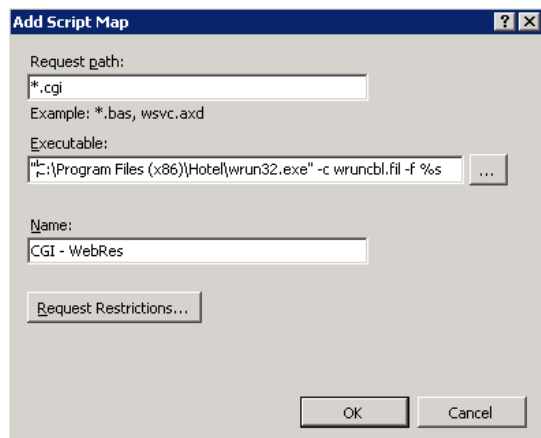 Add Script Map
Request path:
*.cgi
Example: *.bas, wsvc.axd
Executable:
"C:\Program Files (x86)\Hotel\wrun32.exe" -c wruncbl.fil -f %s
...
Name:
CGI - WebRes
Request Restrictions...
OK Cancel